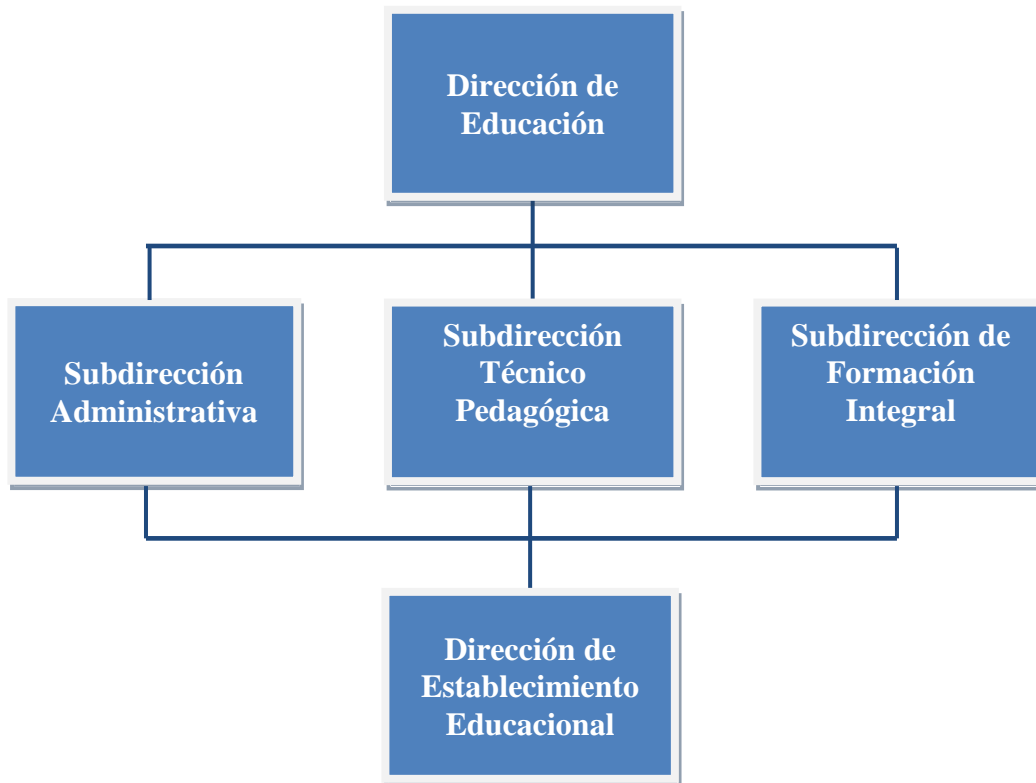 Dirección de
Educación
Subdirección
Administrativa
Subdirección
Técnico
Pedagógica
Subdirección de
Formación
Integral
Dirección de
Establecimiento
Educacional